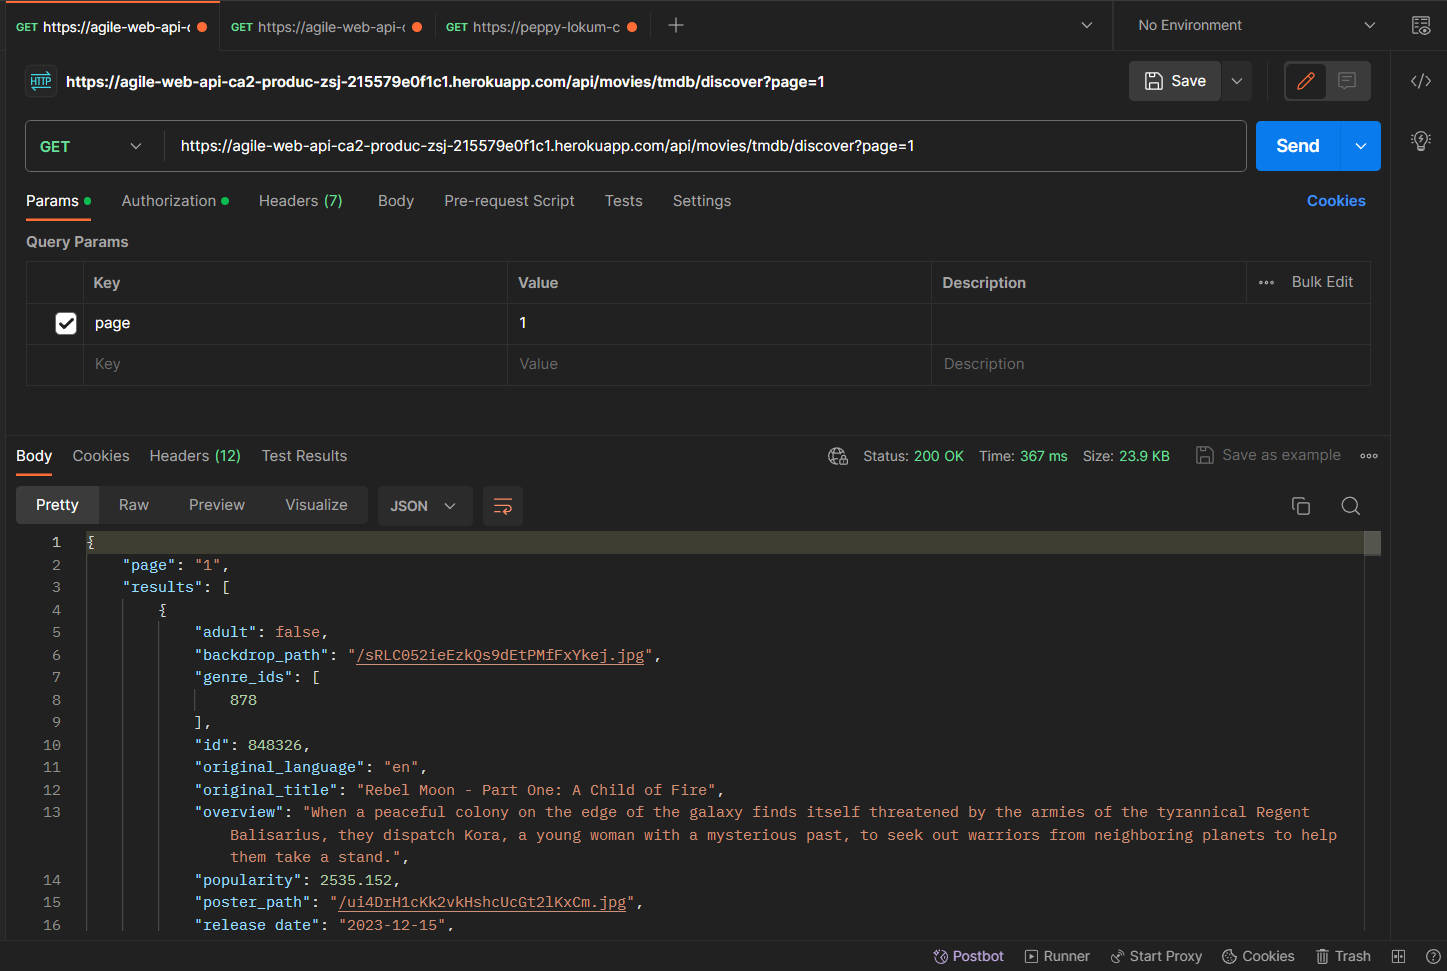 GET https://agile-web-api-c GET https://agile-web-api-c GET https://peppy-lokum-c No Environment
HTTP https://agile-web-api-ca2-produc-zsj-215579e0f1c1.herokuapp.com/api/movies/tmdb/discover?page=1 Save
GET https://agile-web-api-ca2-produc-zsj-215579e0f1c1.herokuapp.com/api/movies/tmdb/discover?page=1 Send
Params Authorization Headers (7) Body Pre-request Script Tests Settings Cookies
Query Params
Key Value Description Bulk Edit
page 1
Key Value Description
Body Cookies Headers (12) Test Results Status: 200 OK Time: 367 ms Size: 23.9 KB Save as example
Pretty Raw Preview Visualize JSON
1 {
2 "page": "1",
3 "results": [
4 {
5 "adult": false,
6 "backdrop_path": "/sRLC052ieEzkQs9dEtPMfFxYkej.jpg",
7 "genre_ids": [
8 878
9 ],
10 "id": 848326,
11 "original_language": "en",
12 "original_title": "Rebel Moon - Part One: A Child of Fire",
13 "overview": "When a peaceful colony on the edge of the galaxy finds itself threatened by the armies of the tyrannical Regent
Balisarius, they dispatch Kora, a young woman with a mysterious past, to seek out warriors from neighboring planets to help
them take a stand.",
14 "popularity": 2535.152,
15 "poster_path": "/ui4DrH1cKk2vkHshcUcGt2lKxCm.jpg",
16 "release_date": "2023-12-15",
Postbot Runner Start Proxy Cookies Trash